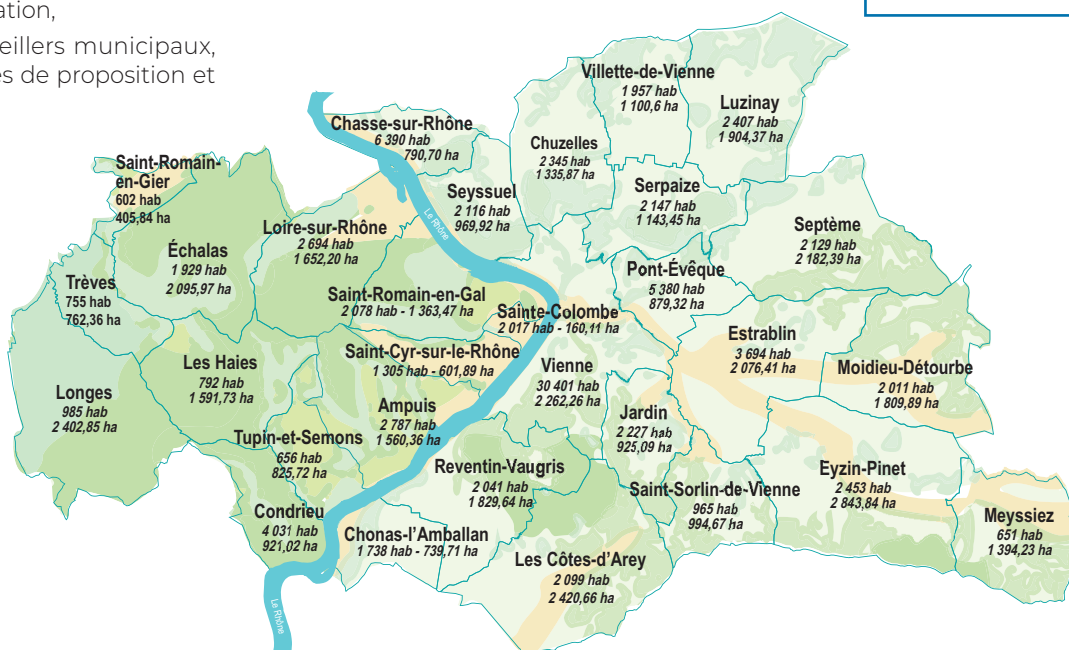 ation,
eillers municipaux,
es de proposition et
Villette-de-Vienne
1 957 hab
1 100,6 ha
Luzinay
2 407 hab
1 904,37 ha
Chasse-sur-Rhône
6 390 hab
790,70 ha
Chuzelles
2 345 hab
1 335,87 ha
Saint-Romain-
en-Gier
602 hab
405,84 ha
Seyssuel
2 116 hab
969,92 ha
Serpaize
2 147 hab
1 143,45 ha
Loire-sur-Rhône
2 694 hab
1 652,20 ha
Le Rhône
Septème
2 129 hab
2 182,39 ha
Échalas
1 929 hab
2 095,97 ha
Trèves
755 hab
762,36 ha
Pont-Évêque
5 380 hab
879,32 ha
Saint-Romain-en-Gal
2 078 hab - 1 363,47 ha
Sainte-Colombe
2 017 hab - 160,11 ha
Estrablin
3 694 hab
2 076,41 ha
Saint-Cyr-sur-le-Rhône
1 305 hab - 601,89 ha
Les Haies
792 hab
1 591,73 ha
Vienne
30 401 hab
2 262,26 ha
Moidieu-Détourbe
2 011 hab
1 809,89 ha
Longes
985 hab
2 402,85 ha
Ampuis
2 787 hab
1 560,36 ha
Jardin
2 227 hab
925,09 ha
Tupin-et-Semons
656 hab
825,72 ha
Reventin-Vaugris
2 041 hab
1 829,64 ha
Eyzin-Pinet
2 453 hab
2 843,84 ha
Saint-Sorlin-de-Vienne
965 hab
994,67 ha
Condrieu
4 031 hab
921,02 ha
Chonas-l'Amballan
1 738 hab - 739,71 ha
Meyssiez
651 hab
1 394,23 ha
Les Côtes-d'Arey
2 099 hab
2 420,66 ha
Le Rhône